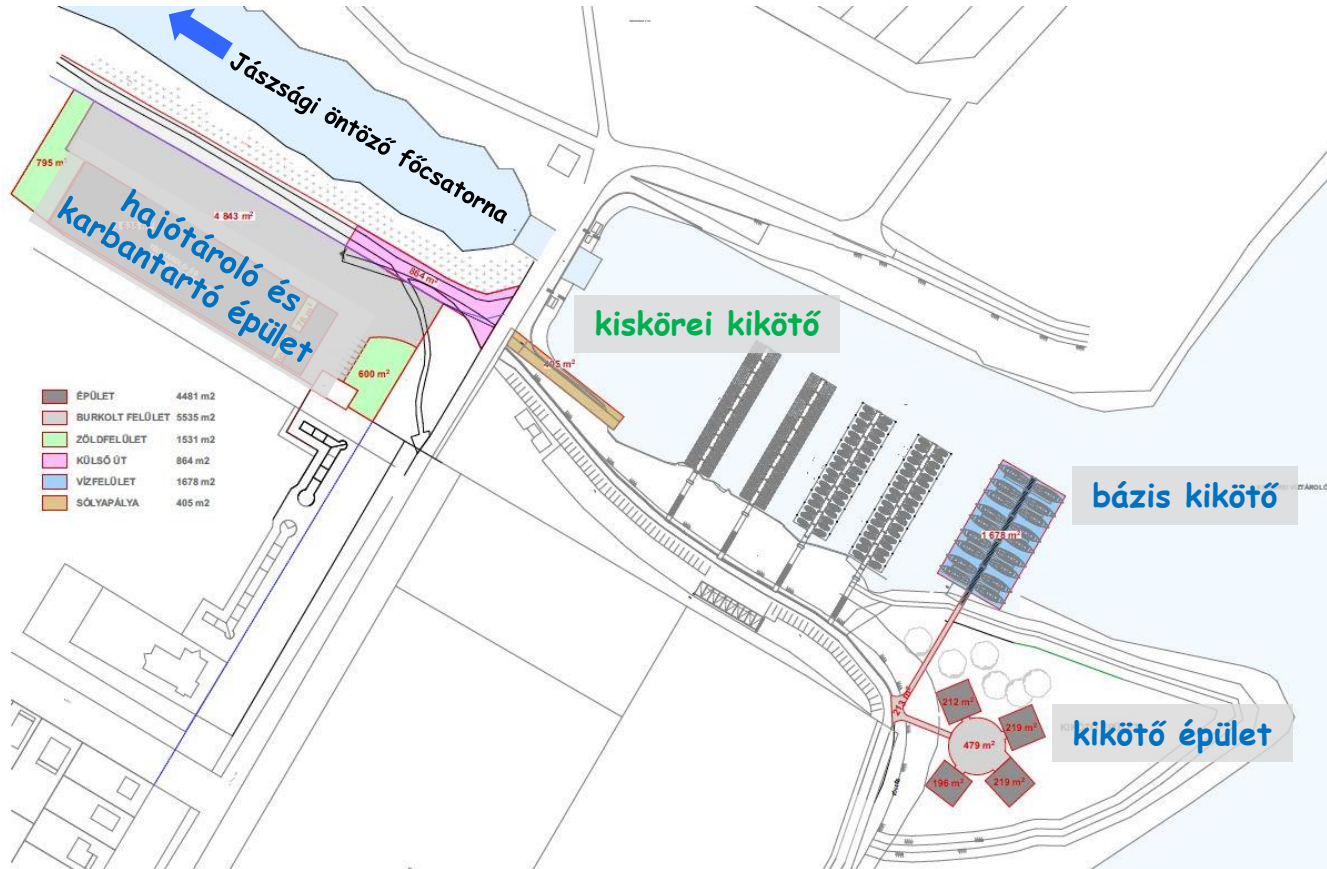 Jászsági öntöző főcsatorna
795 m²
4 843 m²
hajótároló és
karbantartó épület
864 m²
600 m²
kiskörei kikötő
405 m²
ÉPÜLET 4481 m2
BURKOLT FELÜLET 5535 m2
ZÖLDFELÜLET 1531 m2
KÜLSŐ ÚT 864 m2
VÍZFELÜLET 1678 m2
SÓLYAPÁLYA 405 m2
bázis kikötő
1 678 m²
213 m²
212 m²
219 m²
kikötő épület
479 m²
196 m²
219 m²